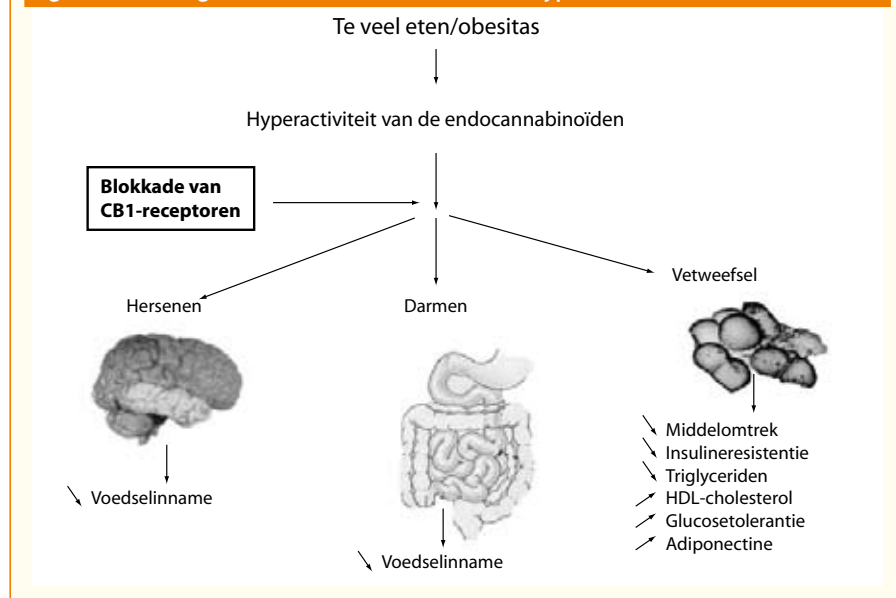 Te veel eten/obesitas
Hyperactiviteit van de endocannabinoïden
Blokkade van
CB1-receptoren
Hersenen
Darmen
Vetweefsel
Voedselinname
Voedselinname
Middelomtrek
Insulineresistentie
Triglyceriden
HDL-cholesterol
Glucosetolerantie
Adiponectine